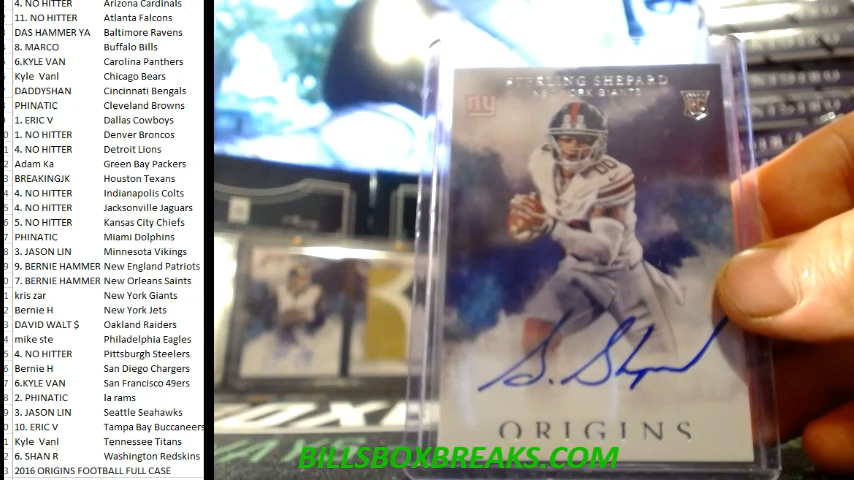 4. NO HITTER Arizona Cardinals
11. NO HITTER Atlanta Falcons
DAS HAMMER YA Baltimore Ravens
8. MARCO Buffalo Bills
6.KYLE VAN Carolina Panthers
Kyle Vanl Chicago Bears
DADDYSHAN Cincinnati Bengals
PHINATIC Cleveland Browns
1. ERIC V Dallas Cowboys
1. NO HITTER Denver Broncos
4. NO HITTER Detroit Lions
Adam Ka Green Bay Packers
BREAKINGJK Houston Texans
4. NO HITTER Indianapolis Colts
4. NO HITTER Jacksonville Jaguars
5. NO HITTER Kansas City Chiefs
PHINATIC Miami Dolphins
3. JASON LIN Minnesota Vikings
9. BERNIE HAMMER New England Patriots
7. BERNIE HAMMER New Orleans Saints
kris zar New York Giants
Bernie H New York Jets
DAVID WALT $ Oakland Raiders
mike ste Philadelphia Eagles
4. NO HITTER Pittsburgh Steelers
Bernie H San Diego Chargers
6.KYLE VAN San Francisco 49ers
2. PHINATIC la rams
3. JASON LIN Seattle Seahawks
10. ERIC V Tampa Bay Buccaneers
Kyle Vanl Tennessee Titans
6. SHAN R Washington Redskins
2016 ORIGINS FOOTBALL FULL CASE
STERLING SHEPARD
NEW YORK GIANTS
ny
80
S. Shepard
ORIGINS
BILLSBOXBREAKS.COM